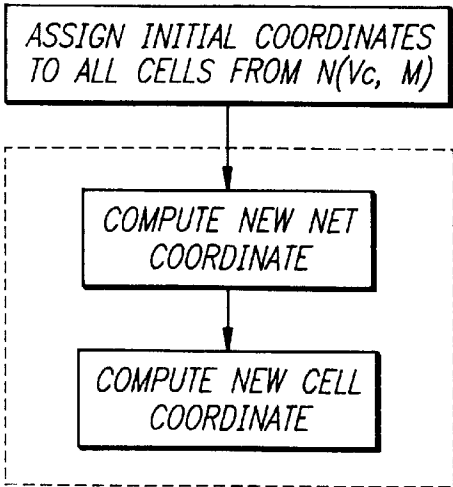 ASSIGN INITIAL COORDINATES
TO ALL CELLS FROM N(Vc, M)
COMPUTE NEW NET
COORDINATE
COMPUTE NEW CELL
COORDINATE